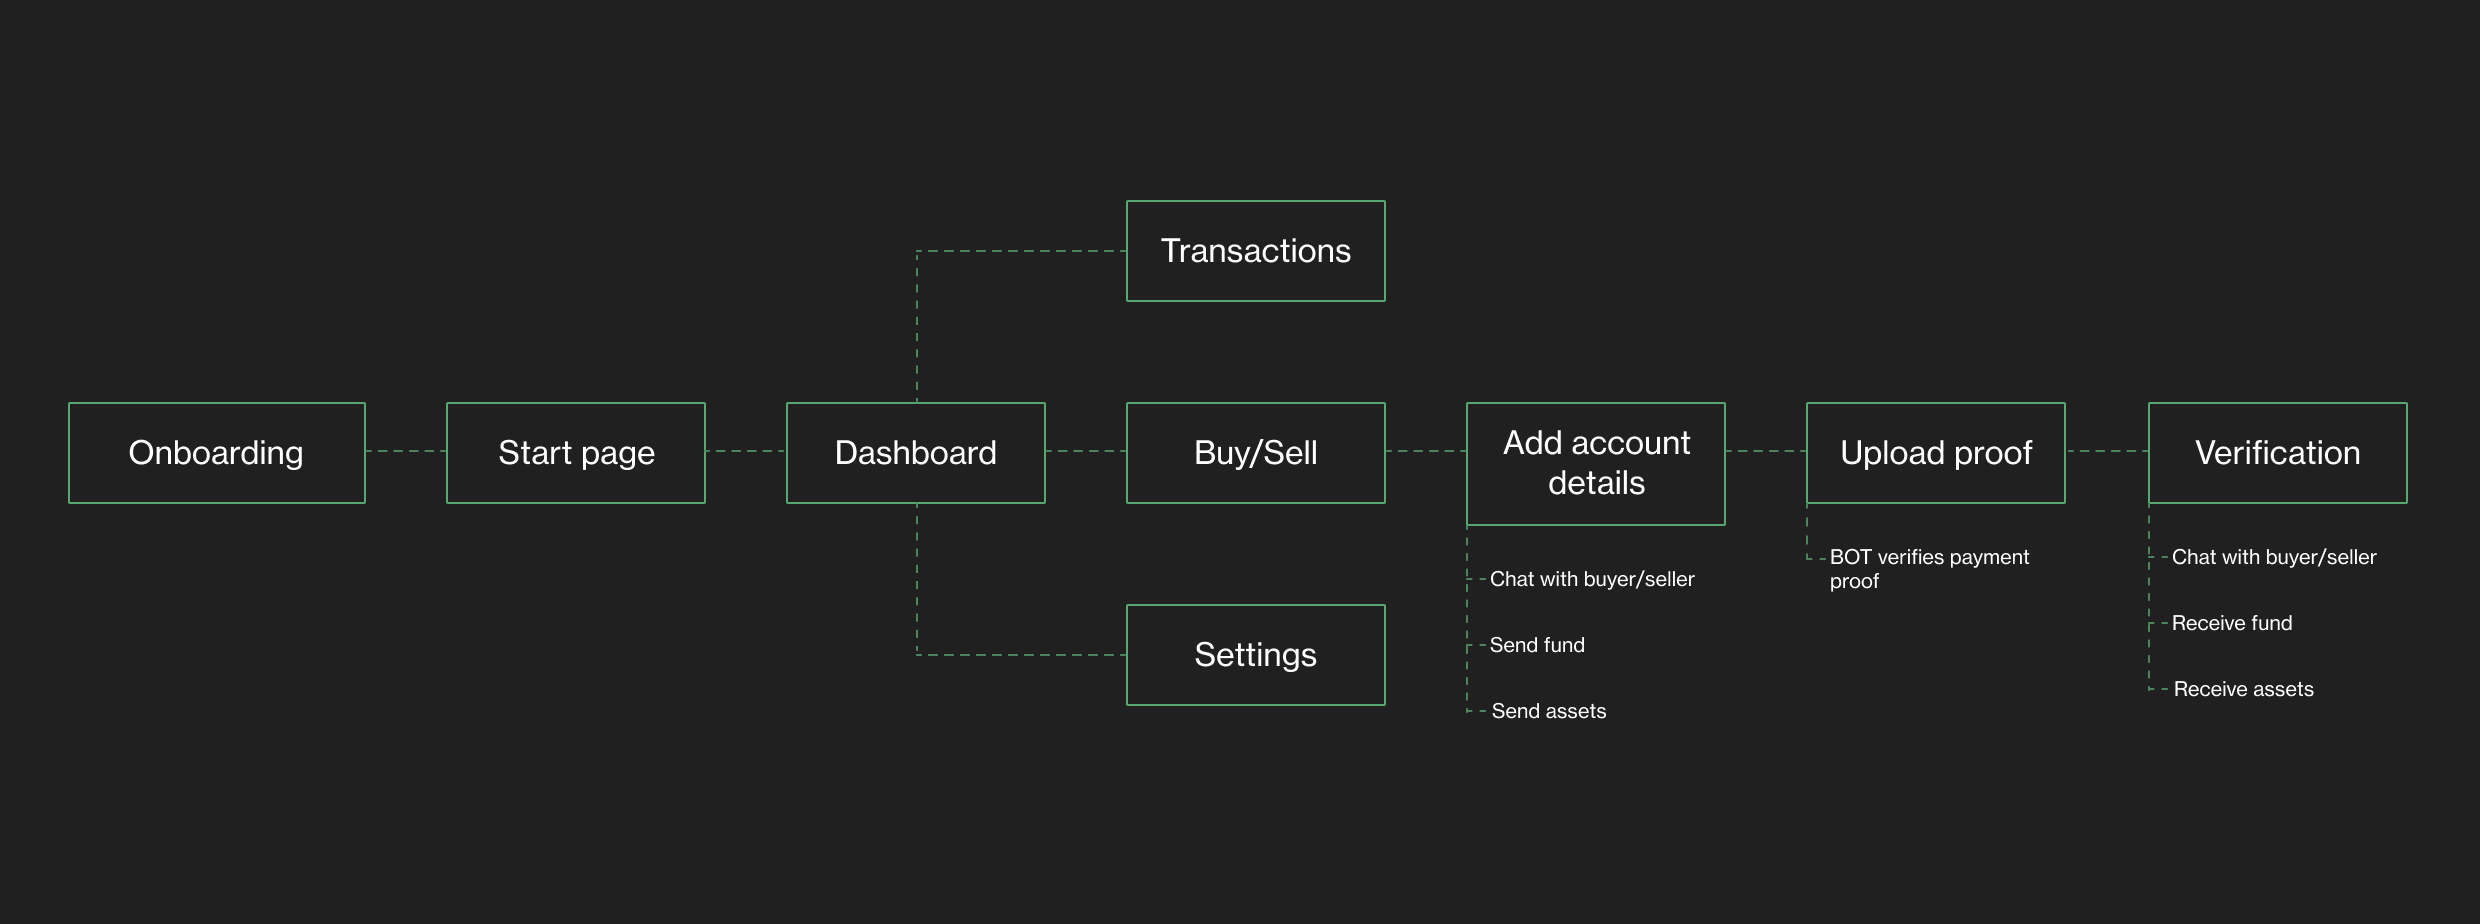 Transactions
Onboarding
Start page
Dashboard
Buy/Sell
Add account
details
Upload proof
Verification
Settings
Chat with buyer/seller
Send fund
Send assets
BOT verifies payment
proof
Chat with buyer/seller
Receive fund
Receive assets